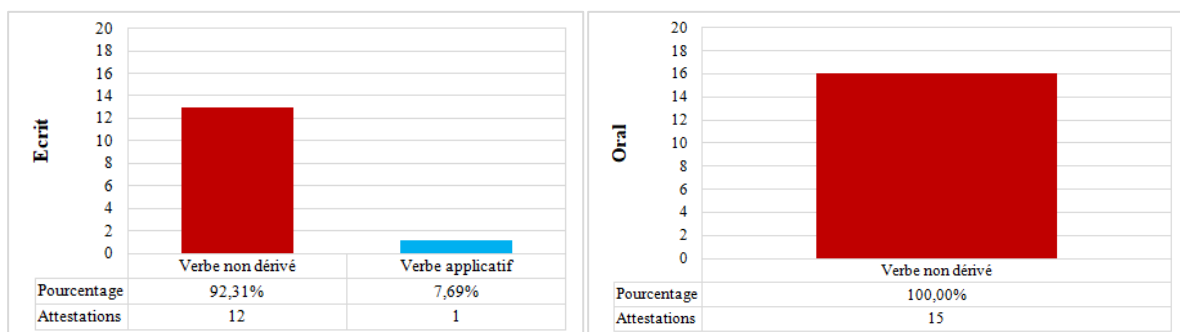 Ecrit
20
18
16
14
12
10
8
6
4
2
0
Verbe non dérivé Verbe applicatif
Pourcentage 92,31% 7,69%
Attestations 12 1
Oral
20
18
16
14
12
10
8
6
4
2
0
Verbe non dérivé
Pourcentage 100,00%
Attestations 15